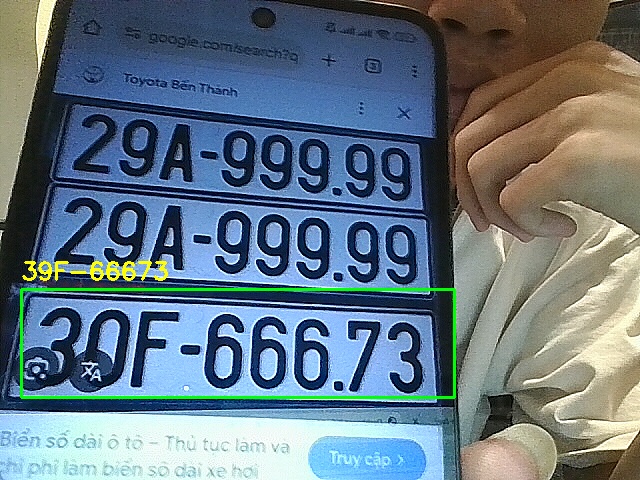 google.com/search?q
Toyota Bến Thành
29A-999.99
29A-999.99
39F-66673
30F-666.73
Biển số dài ô tô – Thủ tục làm và
chi phí làm biển số dài xe hơi
Truy cập >